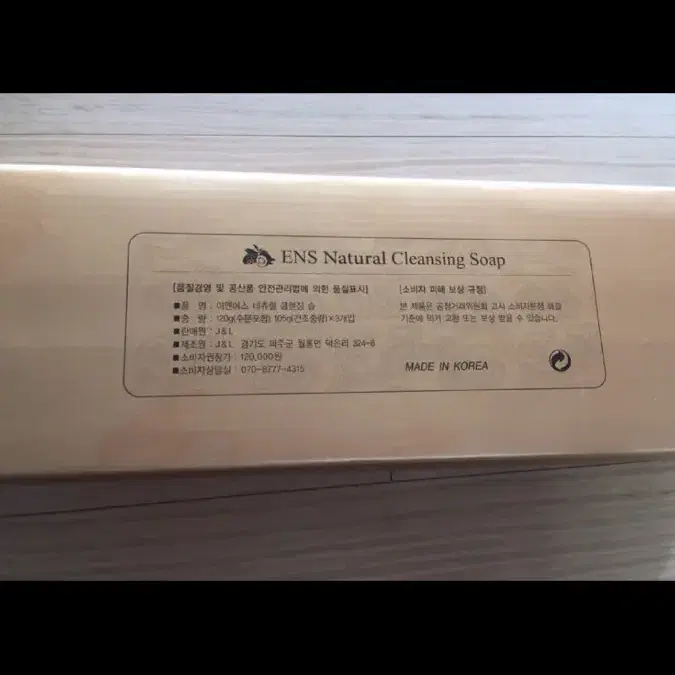 ENS Natural Cleansing Soap
[품질경영 및 공산품 안전관리법에 의한 품질표시]
■품 명 : 이엔에스 네츄럴 클렌징 솝
■중 량 : 120g(수분포함) 105g(건조중량)×3개입
■판매원 : J&L
■제조원 : J&L 경기도 파주군 월롱면 덕은리 324-6
■소비자권장가 : 120,000원
■소비자상담실 : 070-8777-4315
[소비자 피해 보상 규정]
본 제품은 공정거래위원회 고시 소비자분쟁 해결
기준에 의거 교환 또는 보상 받을 수 있습니다.
MADE IN KOREA